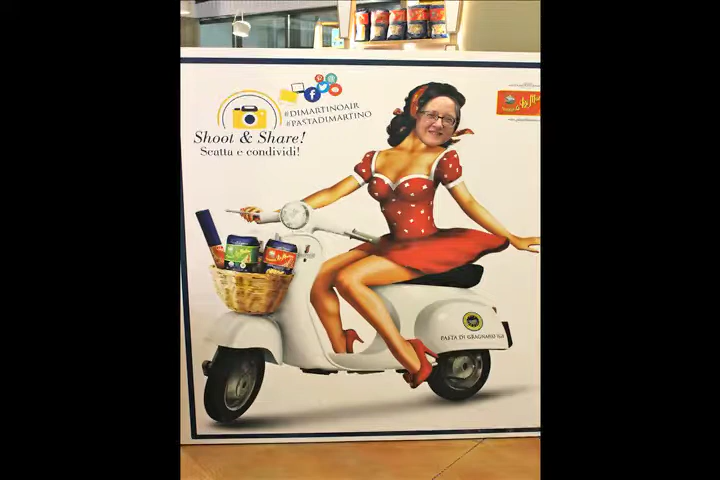 #DIMARTINOAIR
#PASTADIMARTINO
Shoot & Share!
Scatta e condividi!
PASTA DI GRAGNANO IGP